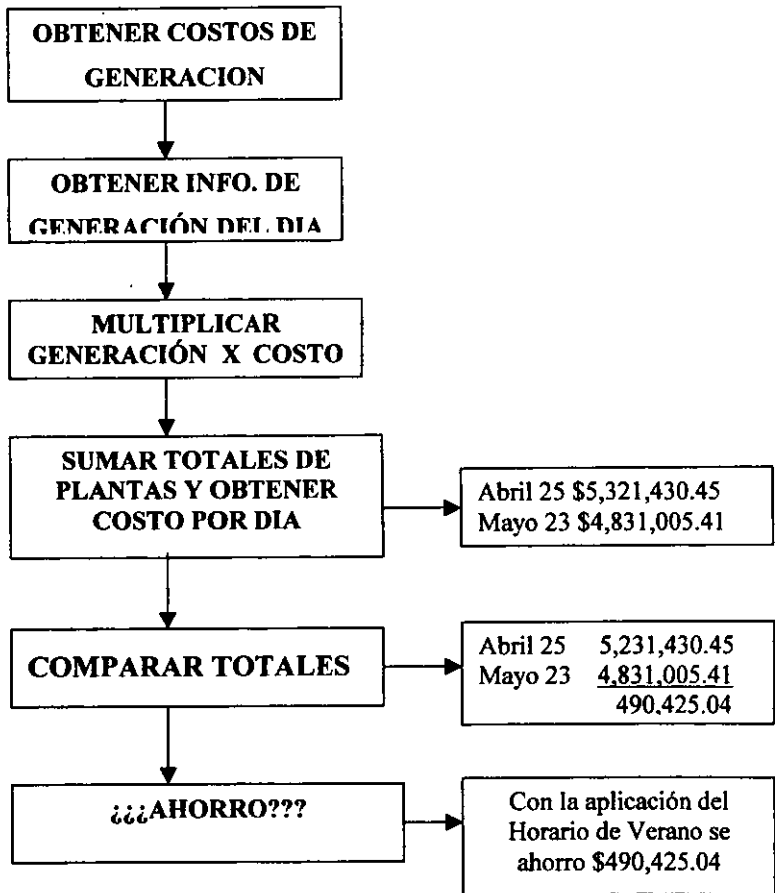 OBTENER COSTOS DE
GENERACION
OBTENER INFO. DE
GENERACIÓN DEL DIA
MULTIPLICAR
GENERACIÓN X COSTO
SUMAR TOTALES DE
PLANTAS Y OBTENER
COSTO POR DIA
Abril 25 $5,321,430.45
Mayo 23 $4,831,005.41
COMPARAR TOTALES
Abril 25 5,231,430.45
Mayo 23 4,831,005.41
490,425.04
¿¿¿AHORRO???
Con la aplicación del
Horario de Verano se
ahorro $490,425.04